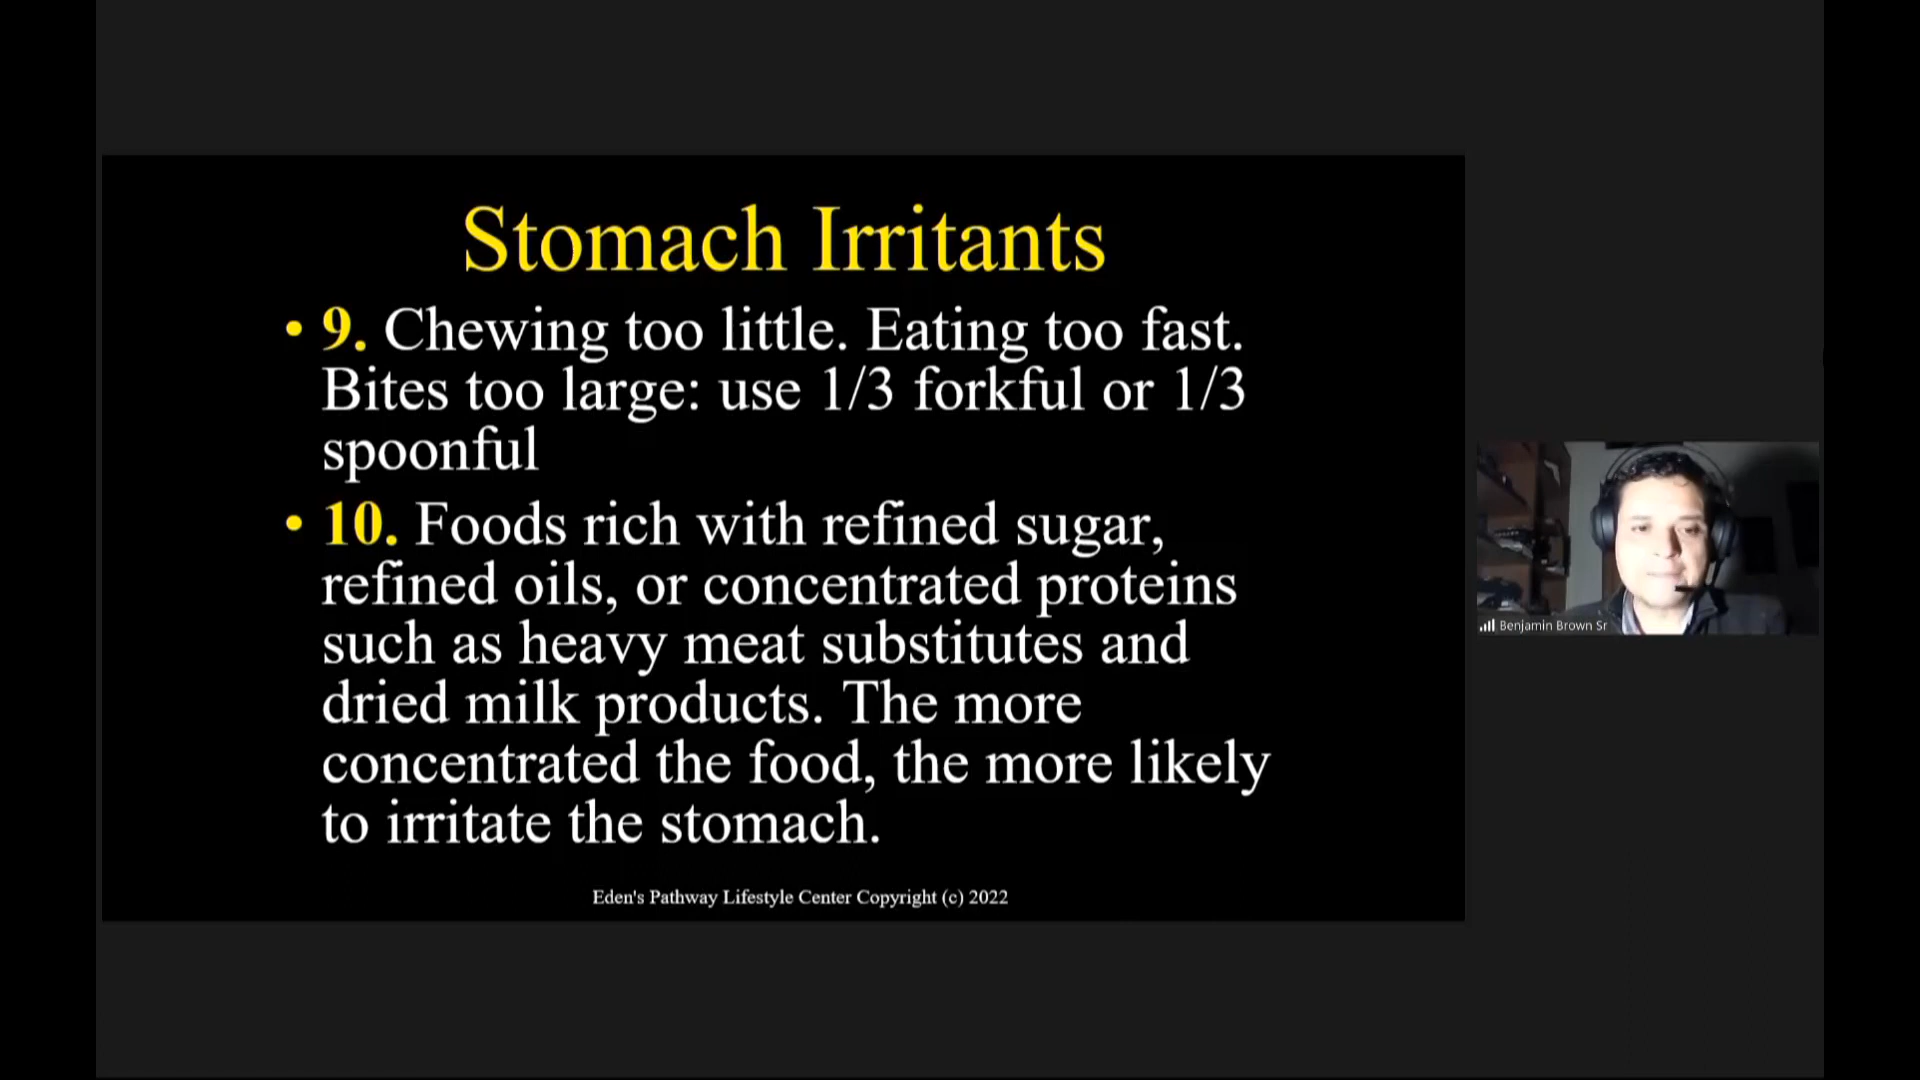 Stomach Irritants
• 9. Chewing too little. Eating too fast.
Bites too large: use 1/3 forkful or 1/3
spoonful
• 10. Foods rich with refined sugar,
refined oils, or concentrated proteins
such as heavy meat substitutes and
dried milk products. The more
concentrated the food, the more likely
to irritate the stomach.
Eden's Pathway Lifestyle Center Copyright (c) 2022
Benjamin Brown Sr